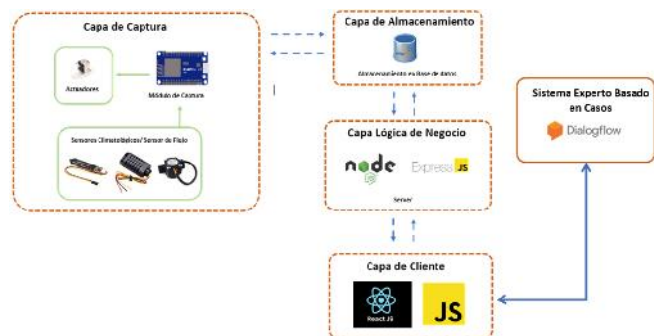 Capa de Captura
Actuadores
Módulo de Captura
Sensores Climatológicos/ Sensor de Flujo
Capa de Almacenamiento
Almacenamiento en Base de datos
Capa Lógica de Negocio
node
JS
Express
JS
Server
Capa de Cliente
React JS
JS
Sistema Experto Basado
en Casos
Dialogflow